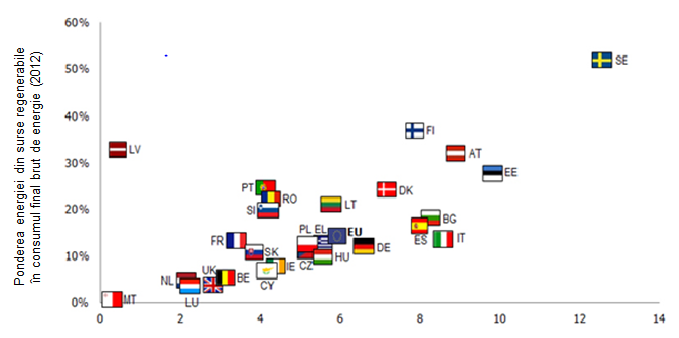 Ponderea energiei din surse regenerabile
în consumul final brut de energie (2012)
60%
50%
40%
30%
20%
10%
0%
0 2 4 6 8 10 12 14
SE
FI
LV
AT
EE
PT
RO
DK
SI
LT
BG
ES
IT
FR
PL EL EU
DE
SK
CZ
HU
IE
CY
NL
UK
BE
LU
MT